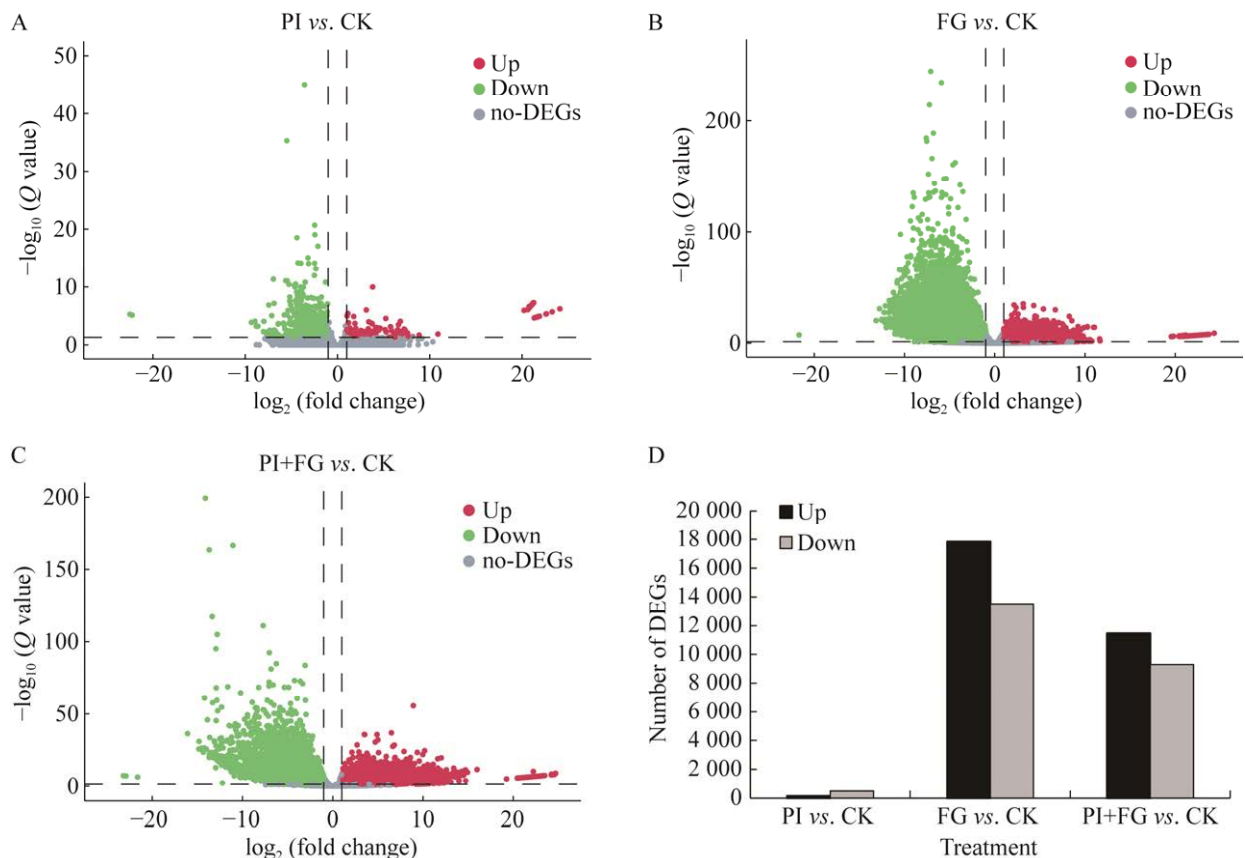 A
PI vs. CK
50
40
30
20
10
0
−log₁₀ (Q value)
Up
Down
no-DEGs
−20
−10
0
10
20
log₂ (fold change)
B
FG vs. CK
200
100
0
−log₁₀ (Q value)
Up
Down
no-DEGs
−20
−10
0
10
20
log₂ (fold change)
C
PI+FG vs. CK
200
150
100
50
0
−log₁₀ (Q value)
Up
Down
no-DEGs
−20
−10
0
10
20
log₂ (fold change)
D
20 000
18 000
16 000
14 000
12 000
10 000
8 000
6 000
4 000
2 000
0
Number of DEGs
Up
Down
PI vs. CK
FG vs. CK
PI+FG vs. CK
Treatment